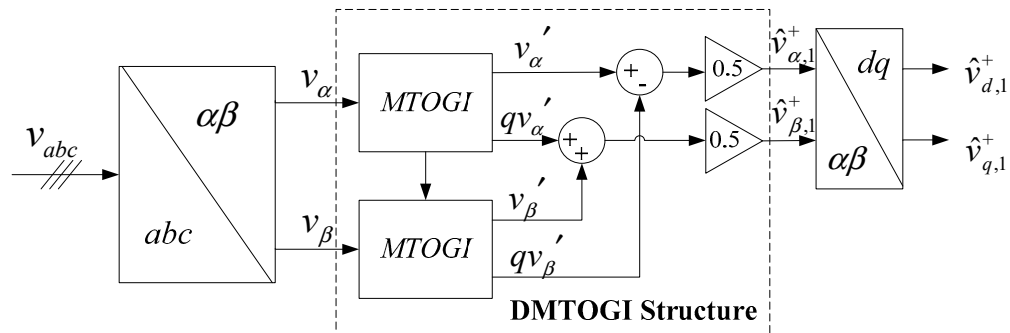 v_abc
αβ
abc
v_α
v_β
MTOGI
MTOGI
v_α′
qv_α′
v_β′
qv_β′
+
-
+
+
0.5
0.5
v̂⁺_α,1
v̂⁺_β,1
dq
αβ
v̂⁺_d,1
v̂⁺_q,1
DMTOGI Structure